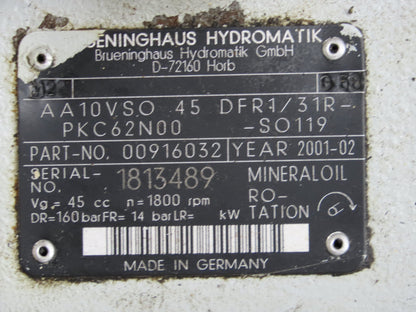 RUENINGHAUS HYDROMATIK
Brueninghaus Hydromatik GmbH
D-72160 Horb
AA10VSO 45 DFR1/31R-
PKC62N00 -SO119
PART-NO. 00916032 YEAR 2001-02
SERIAL-NO. 1813489 MINERALOIL
Vg = 45 cc n = 1800 rpm RO-TATION
DR= 160 bar FR= 14 bar LR= kW
MADE IN GERMANY